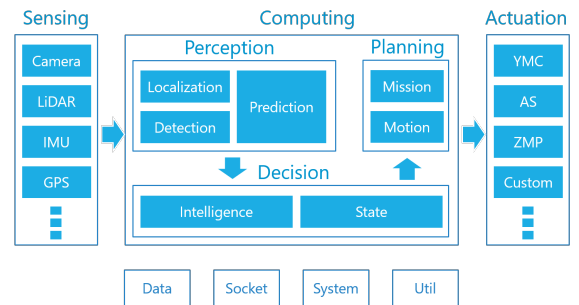 Sensing
Computing
Actuation
Camera
LiDAR
IMU
GPS
Perception
Localization
Detection
Prediction
Planning
Mission
Motion
Decision
Intelligence
State
YMC
AS
ZMP
Custom
Data
Socket
System
Util